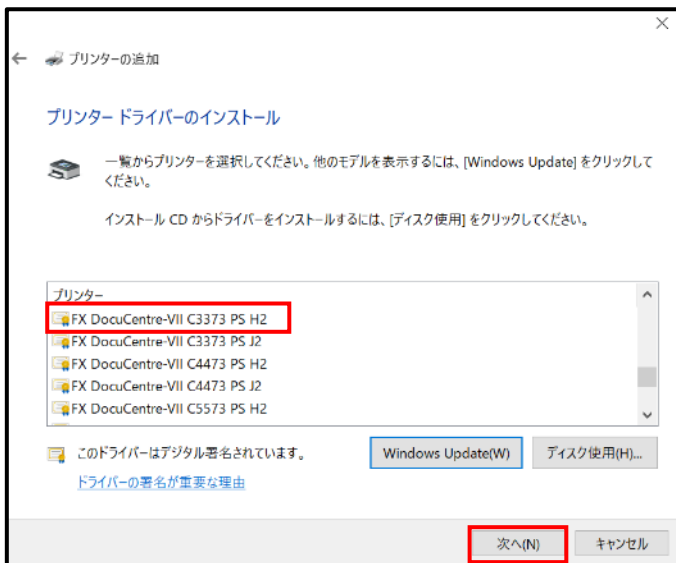 プリンターの追加
プリンター ドライバーのインストール
一覧からプリンターを選択してください。他のモデルを表示するには、[Windows Update] をクリックして
ください。
インストール CD からドライバーをインストールするには、[ディスク使用] をクリックしてください。
プリンター
FX DocuCentre-VII C3373 PS H2
FX DocuCentre-VII C3373 PS J2
FX DocuCentre-VII C4473 PS H2
FX DocuCentre-VII C4473 PS J2
FX DocuCentre-VII C5573 PS H2
このドライバーはデジタル署名されています。
Windows Update(W)
ディスク使用(H)...
ドライバーの署名が重要な理由
次へ(N)
キャンセル